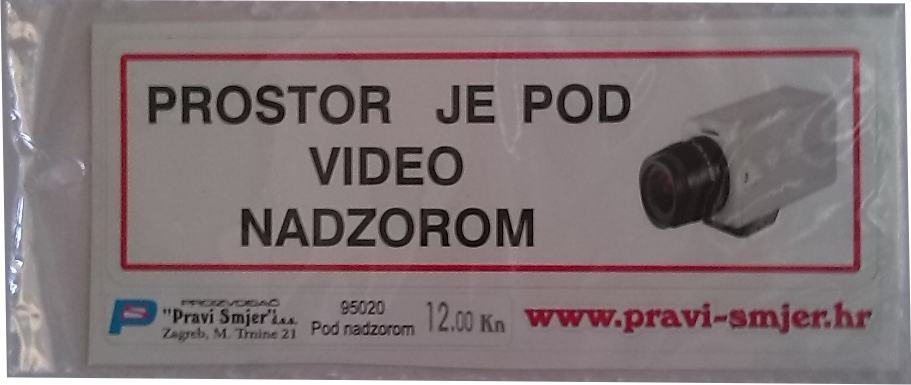 PROSTOR JE POD
VIDEO
NADZOROM
PROIZVOĐAČ
"Pravi Smjer"
Zagreb, M. Trnine 21
95020
Pod nadzorom
12.00 Kn
www.pravi-smjer.hr